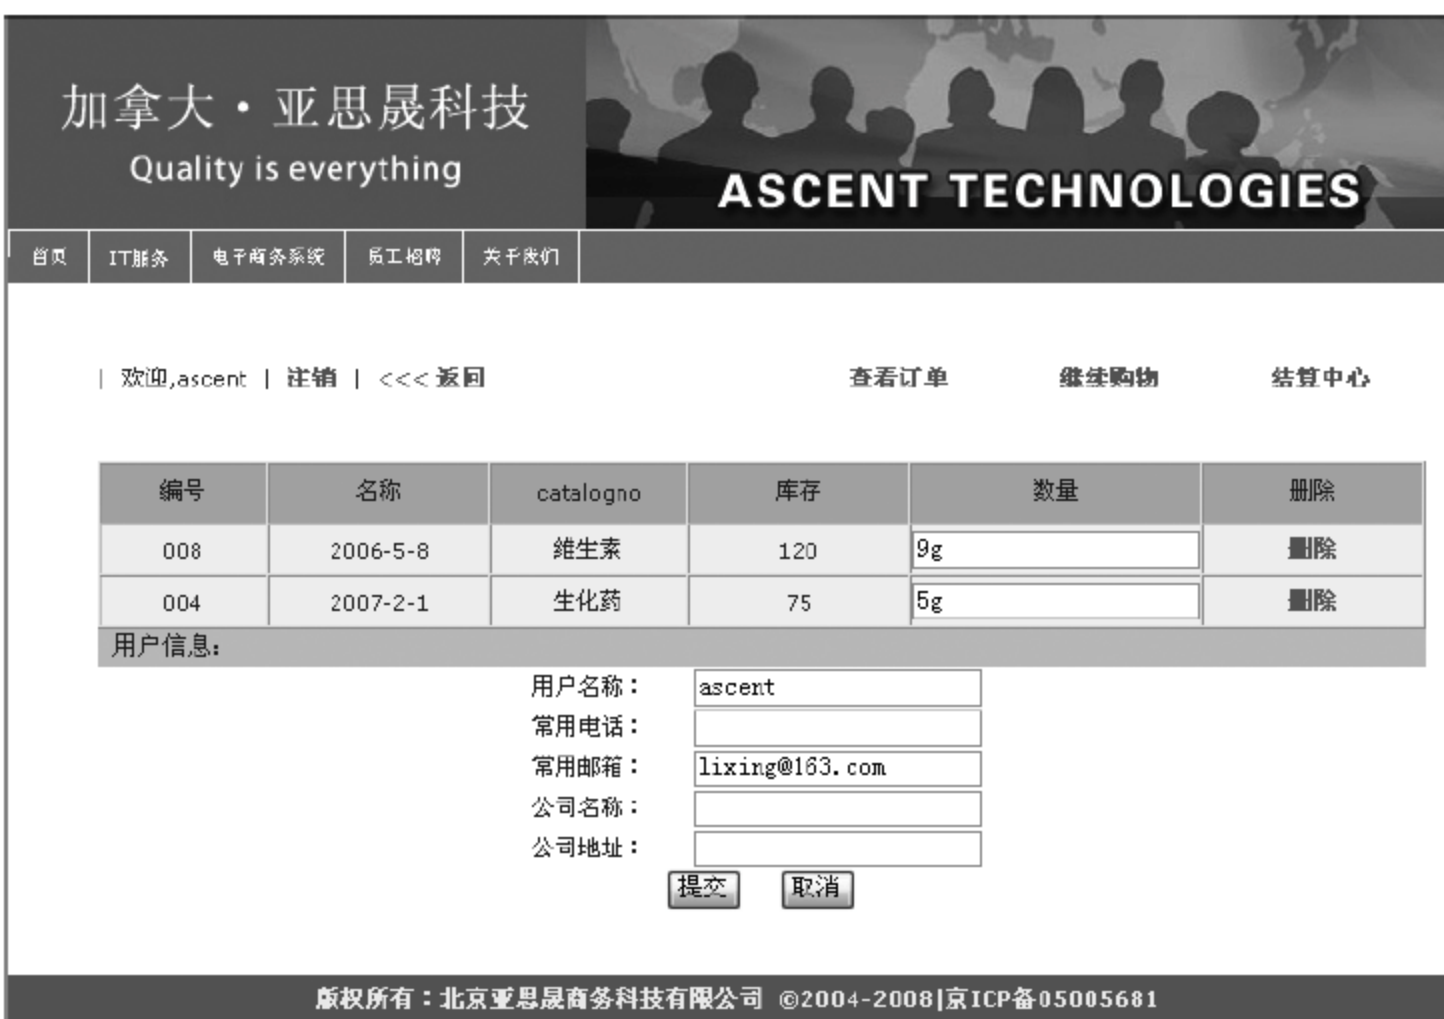 加拿大·亚思晟科技
Quality is everything
ASCENT TECHNOLOGIES
首页 IT服务 电子商务系统 员工招聘 关于我们
| 欢迎,ascent | 注销 | <<< 返回 查看订单 继续购物 结算中心
编号 名称 catalogno 库存 数量 删除
008 2006-5-8 維生素 120 9g 删除
004 2007-2-1 生化药 75 5g 删除
用户信息:
用户名称： ascent
常用电话：
常用邮箱： lixing@163.com
公司名称：
公司地址：
提交 取消
版权所有：北京亚思晟商务科技有限公司 ©2004-2008|京ICP备05005681